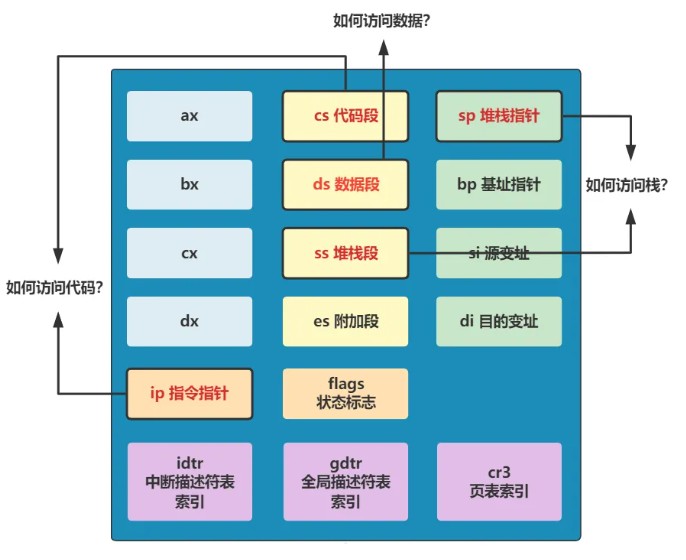 如何访问数据?
ax
cs 代码段
sp 堆栈指针
bx
ds 数据段
bp 基址指针
如何访问栈?
cx
ss 堆栈段
si 源变址
如何访问代码?
dx
es 附加段
di 目的变址
ip 指令指针
flags
状态标志
idtr
中断描述符表
索引
gdtr
全局描述符表
索引
cr3
页表索引